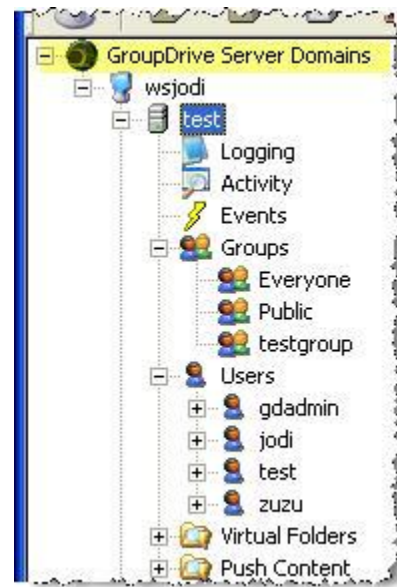 GroupDrive Server Domains
wsjodi
test
Logging
Activity
Events
Groups
Everyone
Public
testgroup
Users
gdadmin
jodi
test
zuzu
Virtual Folders
Push Content